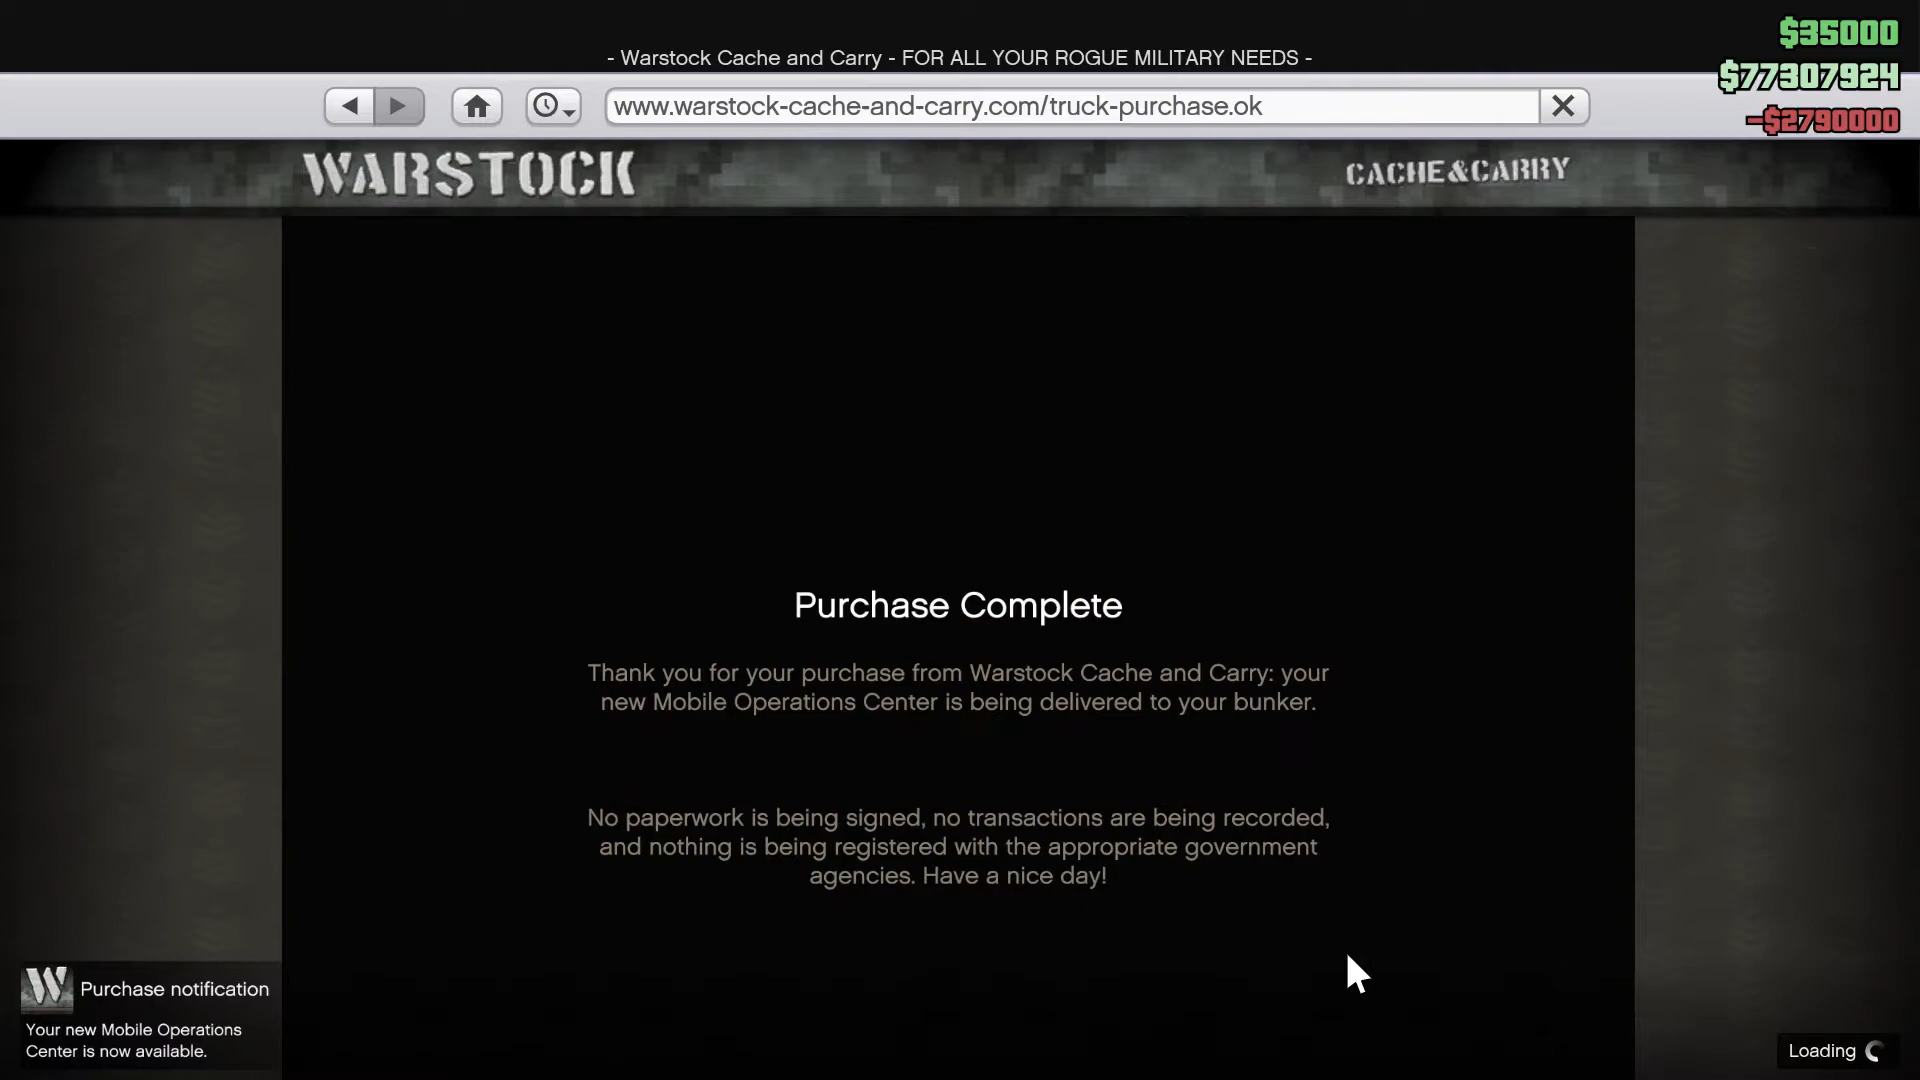 - Warstock Cache and Carry - FOR ALL YOUR ROGUE MILITARY NEEDS -
$35000
$77307924
-$2790000
www.warstock-cache-and-carry.com/truck-purchase.ok
WARSTOCK
CACHE&CARRY
Purchase Complete
Thank you for your purchase from Warstock Cache and Carry: your
new Mobile Operations Center is being delivered to your bunker.
No paperwork is being signed, no transactions are being recorded,
and nothing is being registered with the appropriate government
agencies. Have a nice day!
W
Purchase notification
Your new Mobile Operations
Center is now available.
Loading